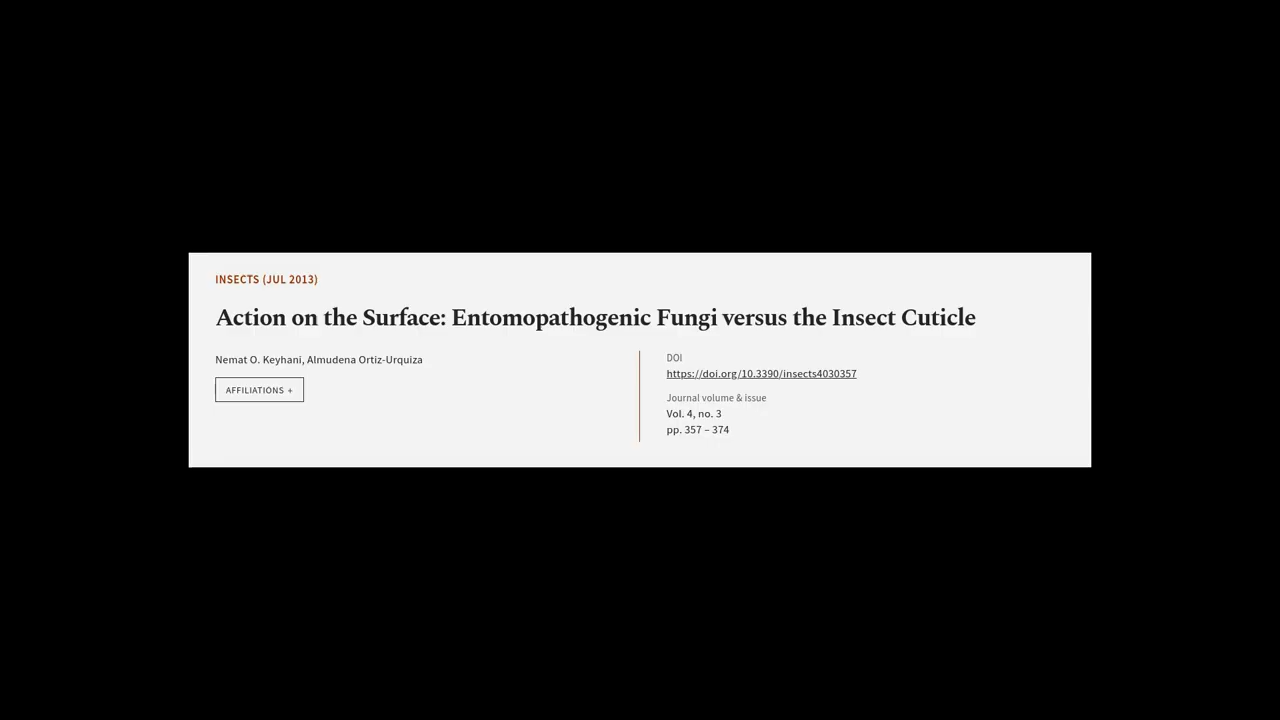 INSECTS (JUL 2013)
Action on the Surface: Entomopathogenic Fungi versus the Insect Cuticle
Nemat O. Keyhani, Almudena Ortiz-Urquiza
AFFILIATIONS +
DOI
https://doi.org/10.3390/insects4030357
Journal volume & issue
Vol. 4, no. 3
pp. 357 – 374